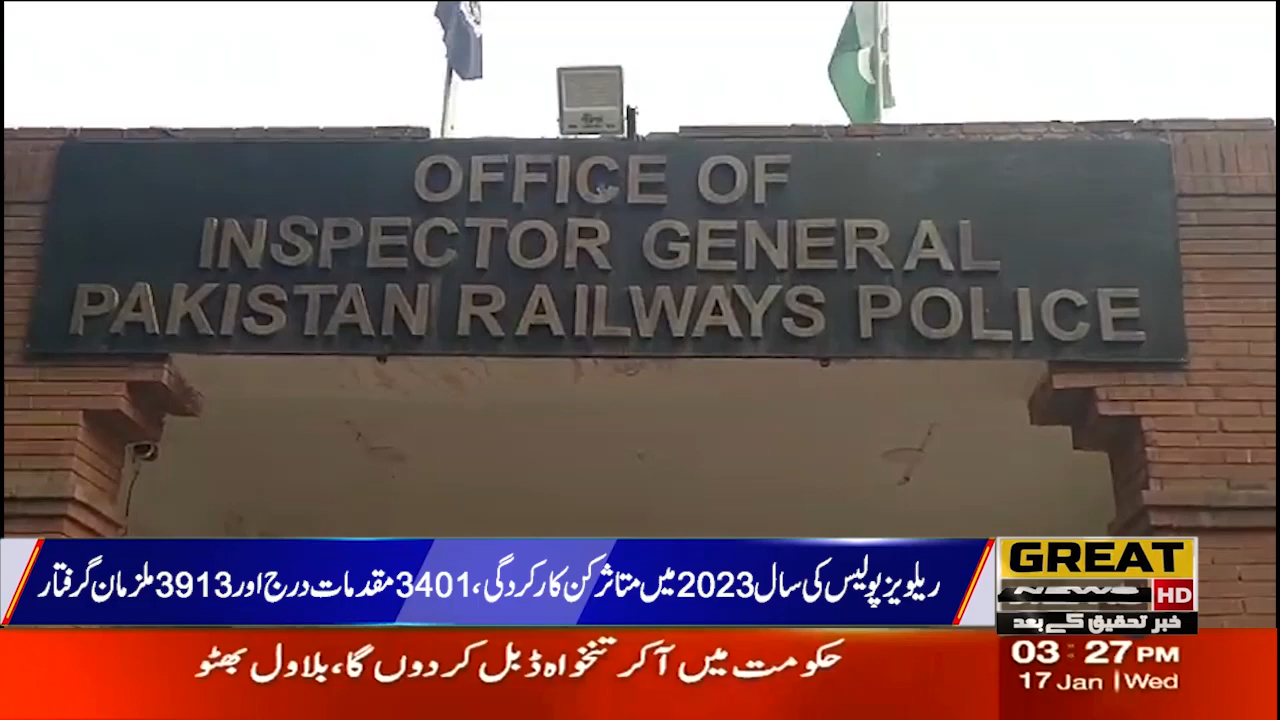 OFFICE OF
INSPECTOR GENERAL
PAKISTAN RAILWAYS POLICE
ریلویز پولیس کی سال 2023 میں متاثر کن کارکردگی، 3401 مقدمات درج اور 3913 ملزمان گرفتار
GREAT
NEWS HD
خبر تحقیق کے بعد
حکومت میں آ کر تنخواہ ڈبل کر دوں گا، بلاول بھٹو
03:27 PM
17 Jan | Wed